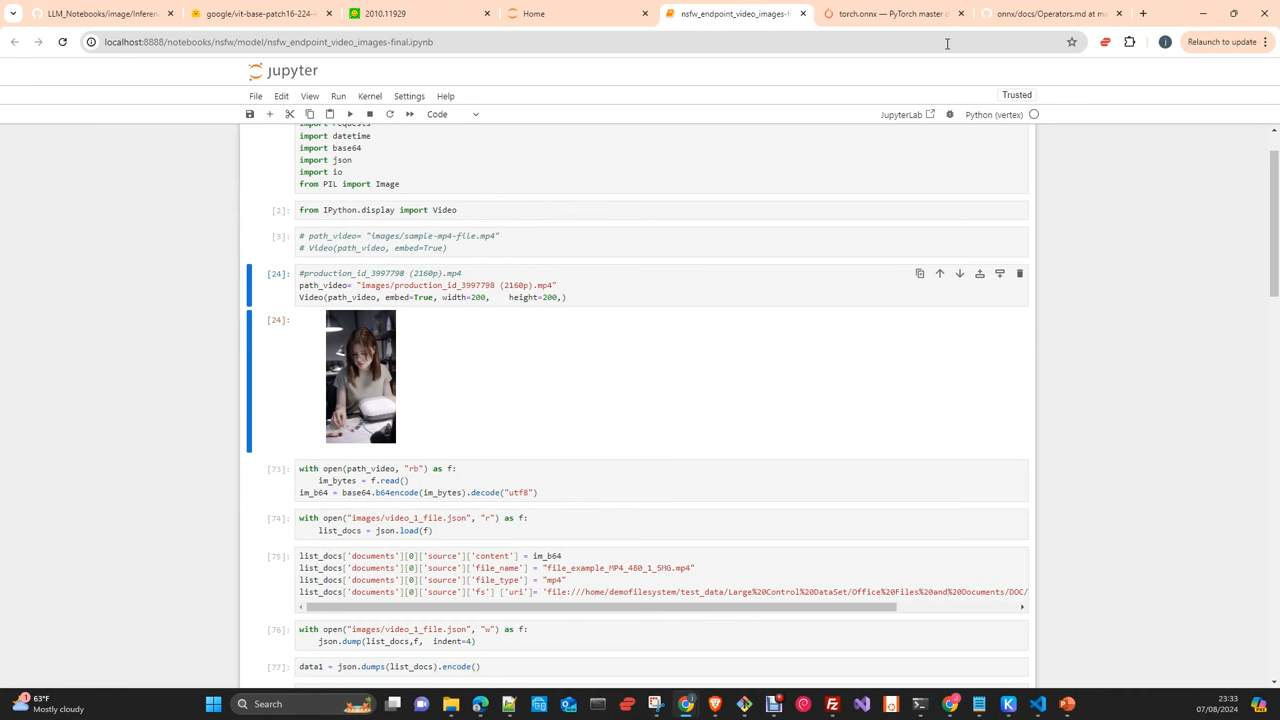 LLM_Notebooks/image/Inferen
google/vit-base-patch16-224-i
2010.11929
Home
nsfw_endpoint_video_images-f
torch.onnx — PyTorch master d
onnx/docs/Operators.md at m
localhost:8888/notebooks/nsfw/model/nsfw_endpoint_video_images-final.ipynb
Relaunch to update
jupyter
File Edit View Run Kernel Settings Help
Trusted
Code
JupyterLab
Python (vertex)
import requests
import datetime
import base64
import json
import io
from PIL import Image
[2]: from IPython.display import Video
[3]: # path_video= "images/sample-mp4-file.mp4"
# Video(path_video, embed=True)
[24]: #production_id_3997798 (2160p).mp4
path_video= "images/production_id_3997798 (2160p).mp4"
Video(path_video, embed=True, width=200, height=200,)
[24]:
[73]: with open(path_video, "rb") as f:
im_bytes = f.read()
im_b64 = base64.b64encode(im_bytes).decode("utf8")
[74]: with open("images/video_1_file.json", "r") as f:
list_docs = json.load(f)
[75]: list_docs['documents'][0]['source']['content'] = im_b64
list_docs['documents'][0]['source']['file_name'] = "file_example_MP4_480_1_5MG.mp4"
list_docs['documents'][0]['source']['file_type'] = "mp4"
list_docs['documents'][0]['source']['fs'] ['uri']= 'file:///home/demofilesystem/test_data/Large%20Control%20DataSet/Office%20Files%20and%20Documents/DOC/
[76]: with open("images/video_1_file.json", "w") as f:
json.dump(list_docs,f, indent=4)
[77]: data1 = json.dumps(list_docs).encode()
63°F
Mostly cloudy
Search
23:33
07/08/2024